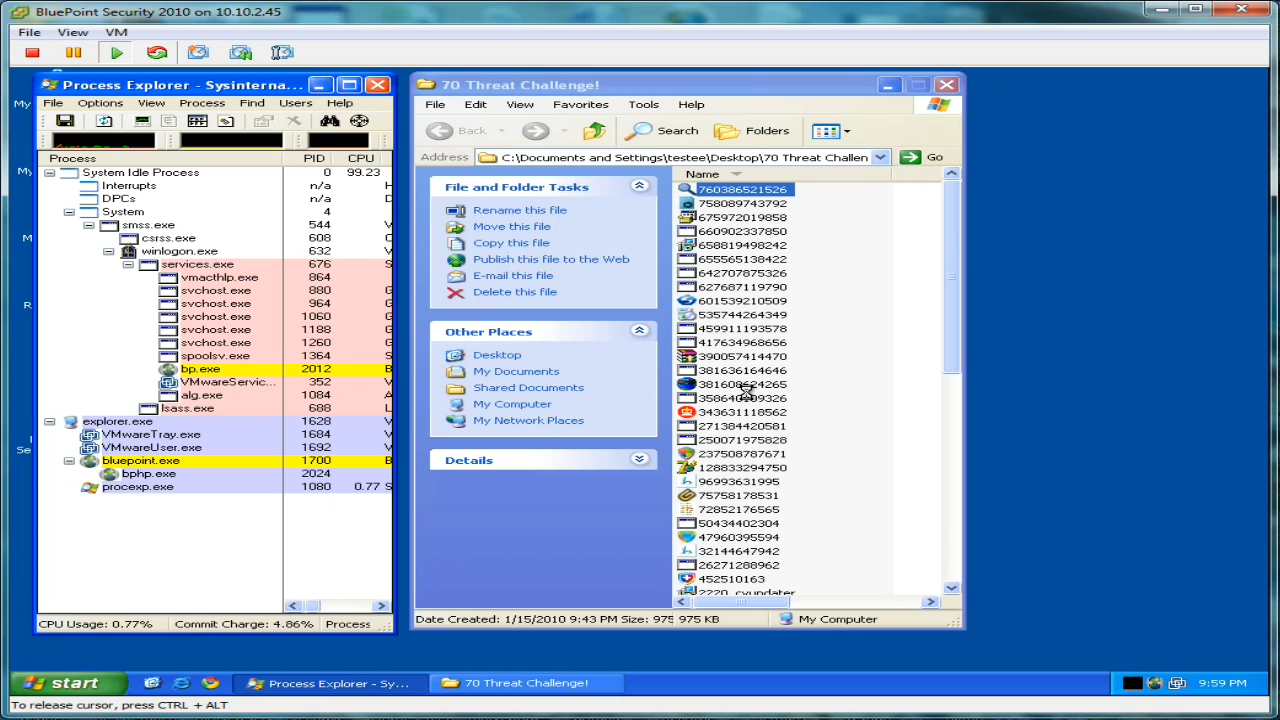 BluePoint Security 2010 on 10.10.2.45
File View VM
Process Explorer - Sysinterna...
File Options View Process Find Users Help
Process PID CPU
System Idle Process 0 99.23
Interrupts n/a
DPCs n/a
System 4
smss.exe 544
csrss.exe 608
winlogon.exe 632
services.exe 676
vmacthlp.exe 864
svchost.exe 880
svchost.exe 964
svchost.exe 1060
svchost.exe 1188
svchost.exe 1260
spoolsv.exe 1364
bp.exe 2012
VMwareServic... 352
alg.exe 1084
lsass.exe 688
explorer.exe 1628
VMwareTray.exe 1684
VMwareUser.exe 1692
bluepoint.exe 1700
bphp.exe 2024
procexp.exe 1080 0.77
CPU Usage: 0.77% Commit Charge: 4.86% Process
70 Threat Challenge!
File Edit View Favorites Tools Help
Back Search Folders
Address C:\Documents and Settings\testee\Desktop\70 Threat Challen Go
File and Folder Tasks
Rename this file
Move this file
Copy this file
Publish this file to the Web
E-mail this file
Delete this file
Other Places
Desktop
My Documents
Shared Documents
My Computer
My Network Places
Details
Name
760386521526
758089743792
675972019858
660902337850
658819498242
655565138422
642707875326
627687119790
601539210509
535744264349
459911193578
417634968656
390057414470
381636164646
343631118562
271384420581
250071975828
237508787671
128833294750
96993631995
75758178531
72852176565
50434402304
47960395594
32144647942
26271288962
452510163
2220_cvupdater
Date Created: 1/15/2010 9:43 PM Size: 975 975 KB My Computer
start Process Explorer - Sy... 70 Threat Challenge! 9:59 PM
To release cursor, press CTRL + ALT